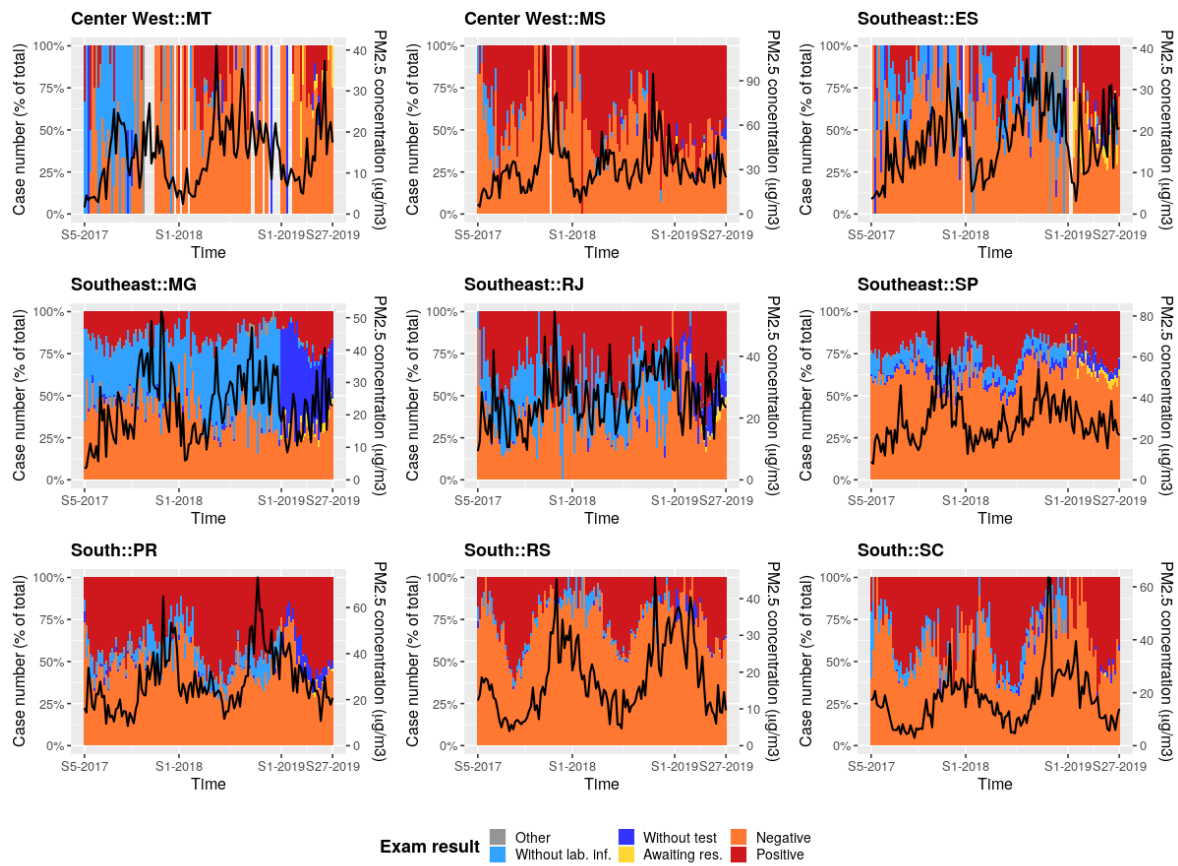 Center West::MT
Center West::MS
Southeast::ES
100%
75%
50%
25%
0%
40
30
20
10
0
Case number (% of total)
PM2.5 concentration (µg/m3)
S5-2017
S1-2018
S1-2019
S27-2019
Time
100%
75%
50%
25%
0%
90
60
30
0
Case number (% of total)
PM2.5 concentration (µg/m3)
S5-2017
S1-2018
S1-2019
S27-2019
Time
100%
75%
50%
25%
0%
40
30
20
10
0
Case number (% of total)
PM2.5 concentration (µg/m3)
S5-2017
S1-2018
S1-2019
S27-2019
Time
Southeast::MG
Southeast::RJ
Southeast::SP
100%
75%
50%
25%
0%
50
40
30
20
10
0
Case number (% of total)
PM2.5 concentration (µg/m3)
S5-2017
S1-2018
S1-2019
S27-2019
Time
100%
75%
50%
25%
0%
40
20
0
Case number (% of total)
PM2.5 concentration (µg/m3)
S5-2017
S1-2018
S1-2019
S27-2019
Time
100%
75%
50%
25%
0%
80
60
40
20
0
Case number (% of total)
PM2.5 concentration (µg/m3)
S5-2017
S1-2018
S1-2019
S27-2019
Time
South::PR
South::RS
South::SC
100%
75%
50%
25%
0%
60
40
20
0
Case number (% of total)
PM2.5 concentration (µg/m3)
S5-2017
S1-2018
S1-2019
S27-2019
Time
100%
75%
50%
25%
0%
40
30
20
10
0
Case number (% of total)
PM2.5 concentration (µg/m3)
S5-2017
S1-2018
S1-2019
S27-2019
Time
100%
75%
50%
25%
0%
60
40
20
0
Case number (% of total)
PM2.5 concentration (µg/m3)
S5-2017
S1-2018
S1-2019
S27-2019
Time
Exam result
Other
Without lab. inf.
Without test
Awaiting res.
Negative
Positive